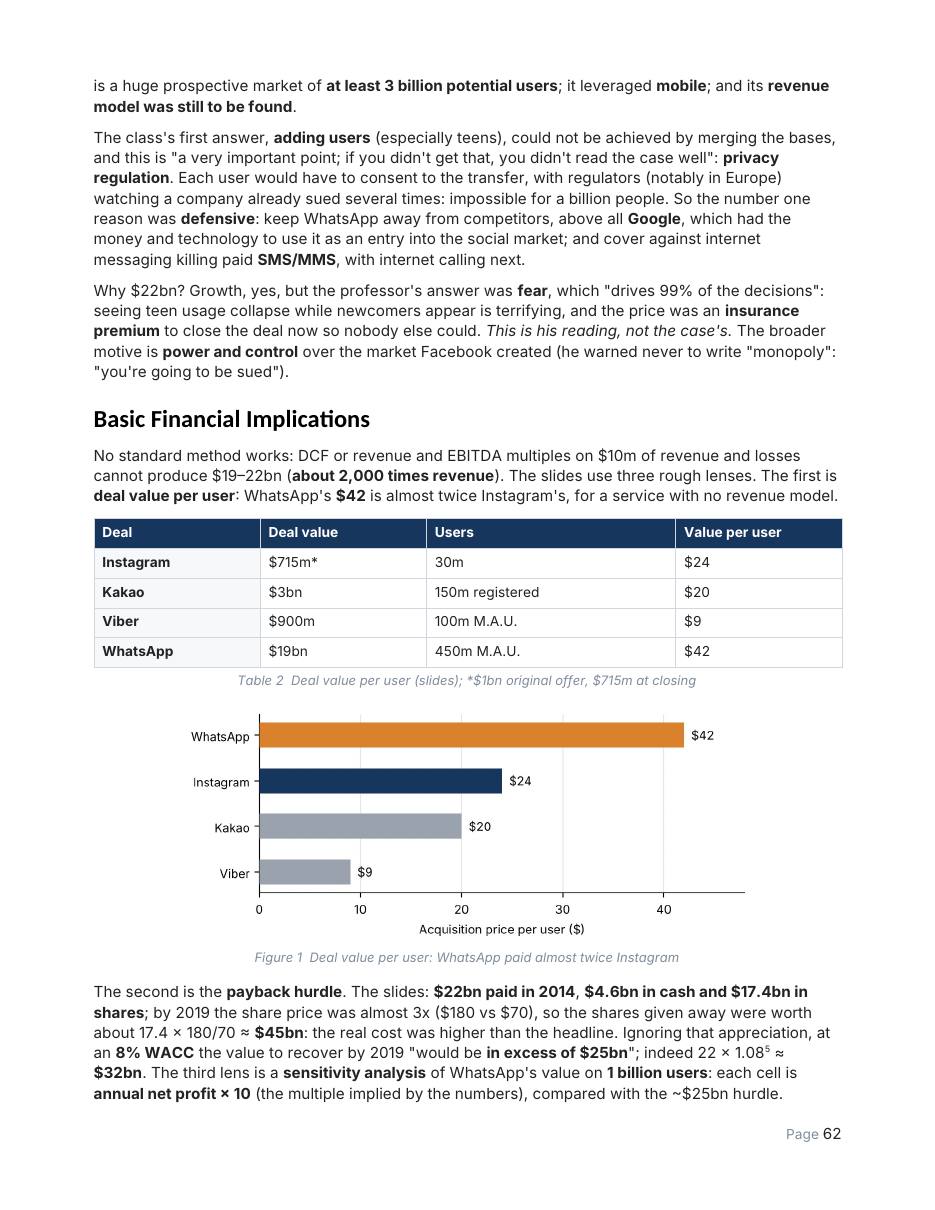 is a huge prospective market of at least 3 billion potential users; it leveraged mobile; and its revenue
model was still to be found.
The class's first answer, adding users (especially teens), could not be achieved by merging the bases,
and this is "a very important point; if you didn't get that, you didn't read the case well": privacy
regulation. Each user would have to consent to the transfer, with regulators (notably in Europe)
watching a company already sued several times: impossible for a billion people. So the number one
reason was defensive: keep WhatsApp away from competitors, above all Google, which had the
money and technology to use it as an entry into the social market; and cover against internet
messaging killing paid SMS/MMS, with internet calling next.
Why $22bn? Growth, yes, but the professor's answer was fear, which "drives 99% of the decisions":
seeing teen usage collapse while newcomers appear is terrifying, and the price was an insurance
premium to close the deal now so nobody else could. This is his reading, not the case's. The broader
motive is power and control over the market Facebook created (he warned never to write "monopoly":
"you're going to be sued").
Basic Financial Implications
No standard method works: DCF or revenue and EBITDA multiples on $10m of revenue and losses
cannot produce $19–22bn (about 2,000 times revenue). The slides use three rough lenses. The first is
deal value per user: WhatsApp's $42 is almost twice Instagram's, for a service with no revenue model.
Deal Deal value Users Value per user
Instagram $715m* 30m $24
Kakao $3bn 150m registered $20
Viber $900m 100m M.A.U. $9
WhatsApp $19bn 450m M.A.U. $42
Table 2 Deal value per user (slides); *$1bn original offer, $715m at closing
WhatsApp $42
Instagram $24
Kakao $20
Viber $9
0 10 20 30 40
Acquisition price per user ($)
Figure 1 Deal value per user: WhatsApp paid almost twice Instagram
The second is the payback hurdle. The slides: $22bn paid in 2014, $4.6bn in cash and $17.4bn in
shares; by 2019 the share price was almost 3x ($180 vs $70), so the shares given away were worth
about 17.4 × 180/70 ≈ $45bn: the real cost was higher than the headline. Ignoring that appreciation, at
an 8% WACC the value to recover by 2019 "would be in excess of $25bn"; indeed 22 × 1.08⁵ ≈
$32bn. The third lens is a sensitivity analysis of WhatsApp's value on 1 billion users: each cell is
annual net profit × 10 (the multiple implied by the numbers), compared with the ~$25bn hurdle.
Page 62